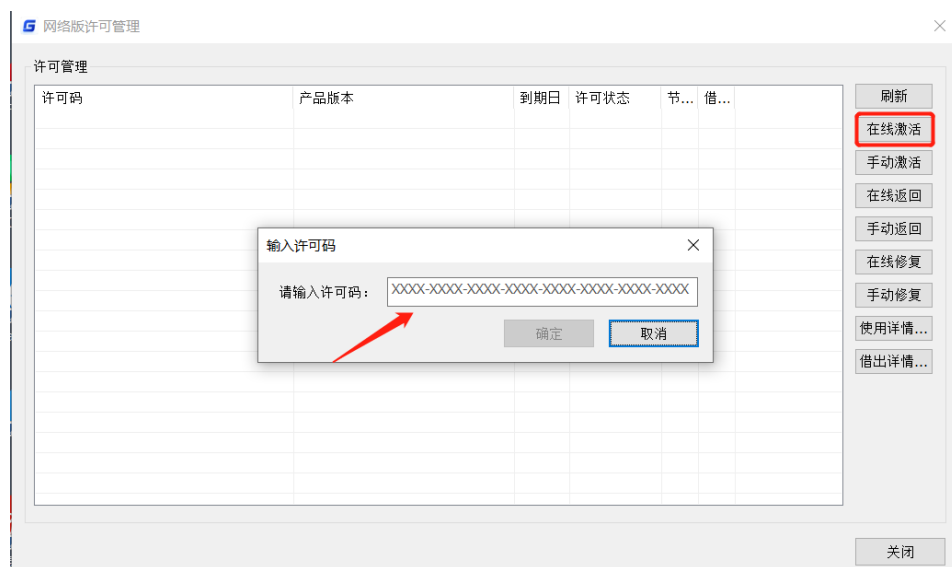 网络版许可管理
许可管理
许可码 产品版本 到期日 许可状态 节... 借...
刷新
在线激活
手动激活
在线返回
手动返回
在线修复
手动修复
使用详情...
借出详情...
输入许可码
请输入许可码：
XXXX-XXXX-XXXX-XXXX-XXXX-XXXX-XXXX-XXXX
确定
取消
关闭